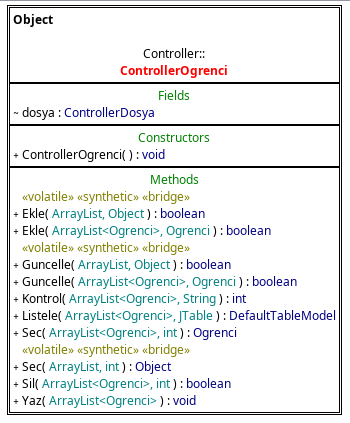 Object
Controller::
ControllerOgrenci
Fields
~ dosya : ControllerDosya
Constructors
+ ControllerOgrenci( ) : void
Methods
«volatile» «synthetic» «bridge»
+ Ekle( ArrayList, Object ) : boolean
+ Ekle( ArrayList<Ogrenci>, Ogrenci ) : boolean
«volatile» «synthetic» «bridge»
+ Guncelle( ArrayList, Object ) : boolean
+ Guncelle( ArrayList<Ogrenci>, Ogrenci ) : boolean
+ Kontrol( ArrayList<Ogrenci>, String ) : int
+ Listele( ArrayList<Ogrenci>, JTable ) : DefaultTableModel
+ Sec( ArrayList<Ogrenci>, int ) : Ogrenci
«volatile» «synthetic» «bridge»
+ Sec( ArrayList, int ) : Object
+ Sil( ArrayList<Ogrenci>, int ) : boolean
+ Yaz( ArrayList<Ogrenci> ) : void